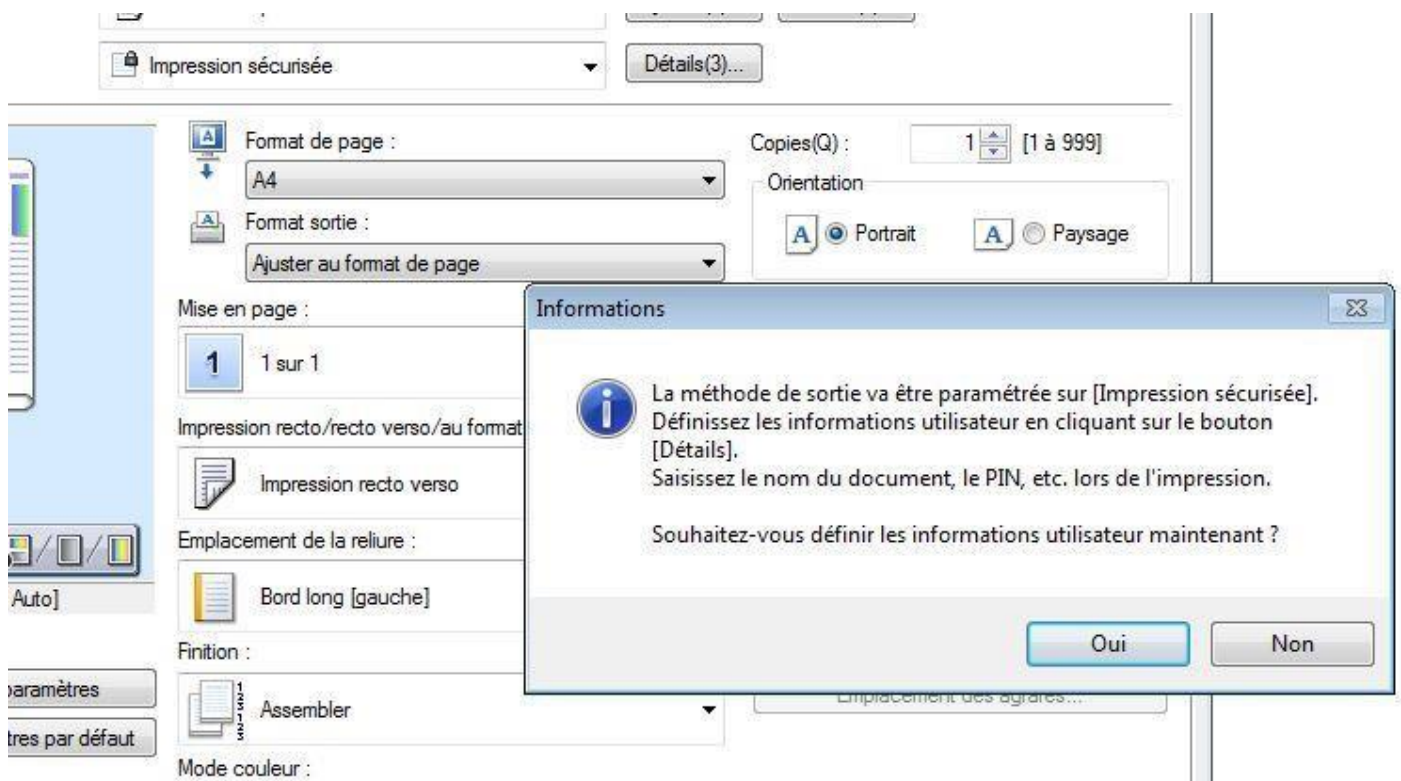 Impression sécurisée
Détails(3)...
Format de page :
A4
Format sortie :
Ajuster au format de page
Copies(Q) :
1
[1 à 999]
Orientation
A Portrait
A Paysage
Mise en page :
1 1 sur 1
Impression recto/recto verso/au format
Impression recto verso
Emplacement de la reliure :
Bord long [gauche]
Finition :
Assembler
Mode couleur :
Auto]
paramètres
tres par défaut
Informations
La méthode de sortie va être paramétrée sur [Impression sécurisée].
Définissez les informations utilisateur en cliquant sur le bouton
[Détails].
Saisissez le nom du document, le PIN, etc. lors de l'impression.
Souhaitez-vous définir les informations utilisateur maintenant ?
Oui
Non
Emplacement des agrafes...